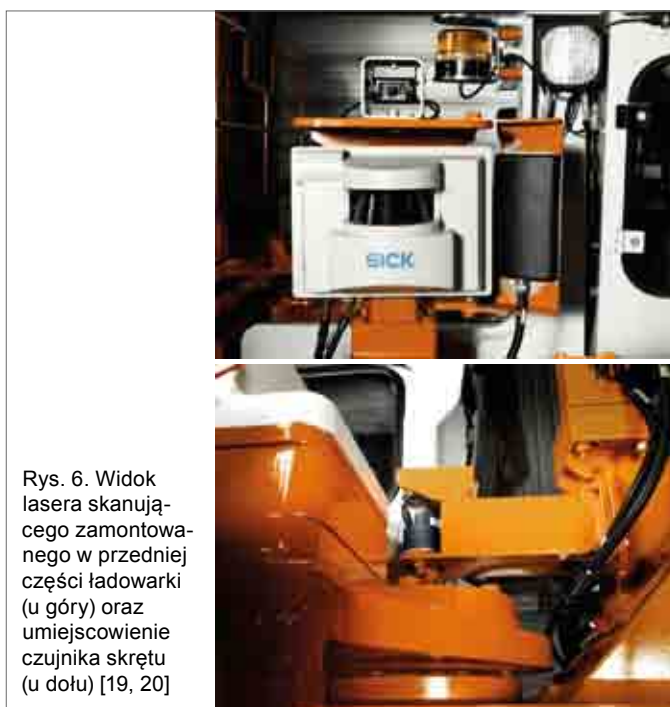 SICK
Rys. 6. Widok
lasera skanują-
cego zamontowa-
nego w przedniej
części ładowarki
(u góry) oraz
umiejscowienie
czujnika skrętu
(u dołu) [19, 20]